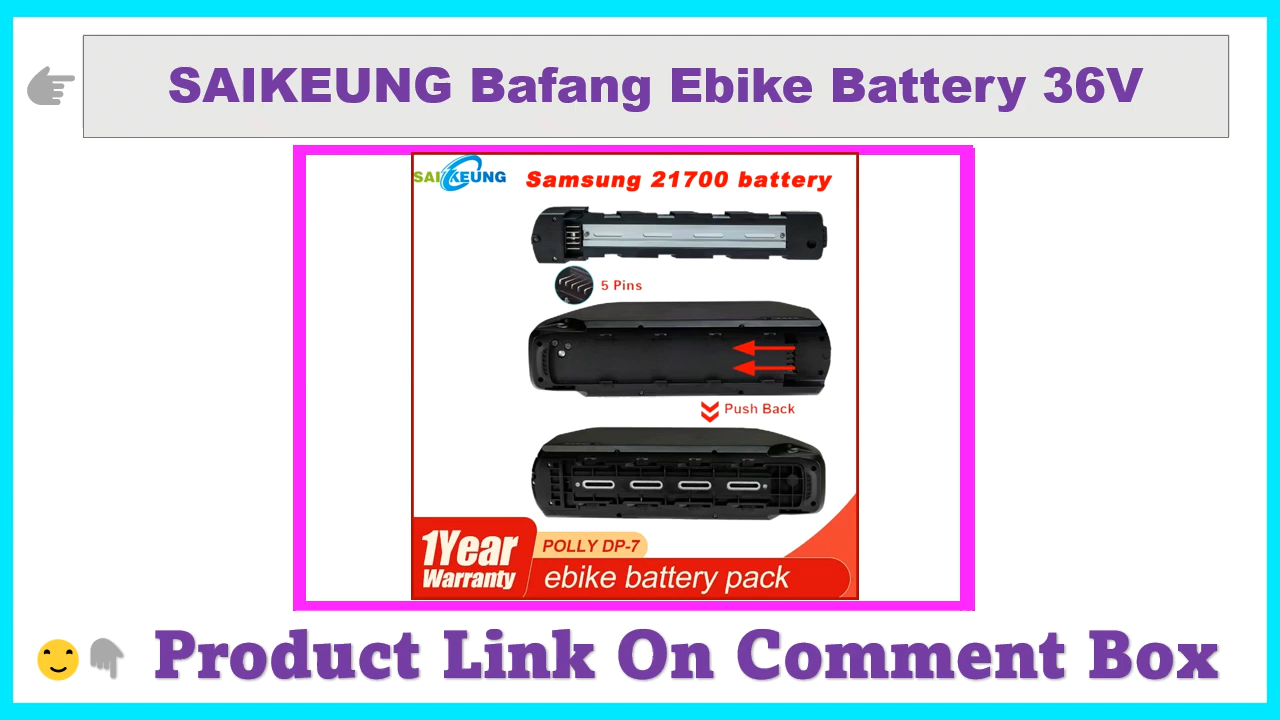 SAIKEUNG Bafang Ebike Battery 36V
SAIKEUNG
Samsung 21700 battery
5 Pins
Push Back
1Year
Warranty
POLLY DP-7
ebike battery pack
Product Link On Comment Box